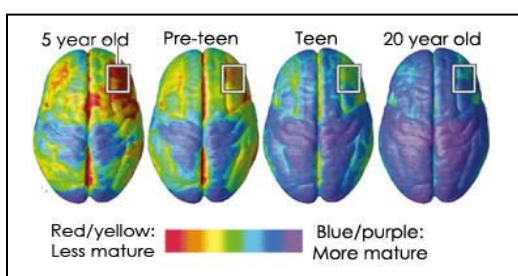 5 year old Pre-teen Teen 20 year old
Red/yellow: Blue/purple:
Less mature More mature